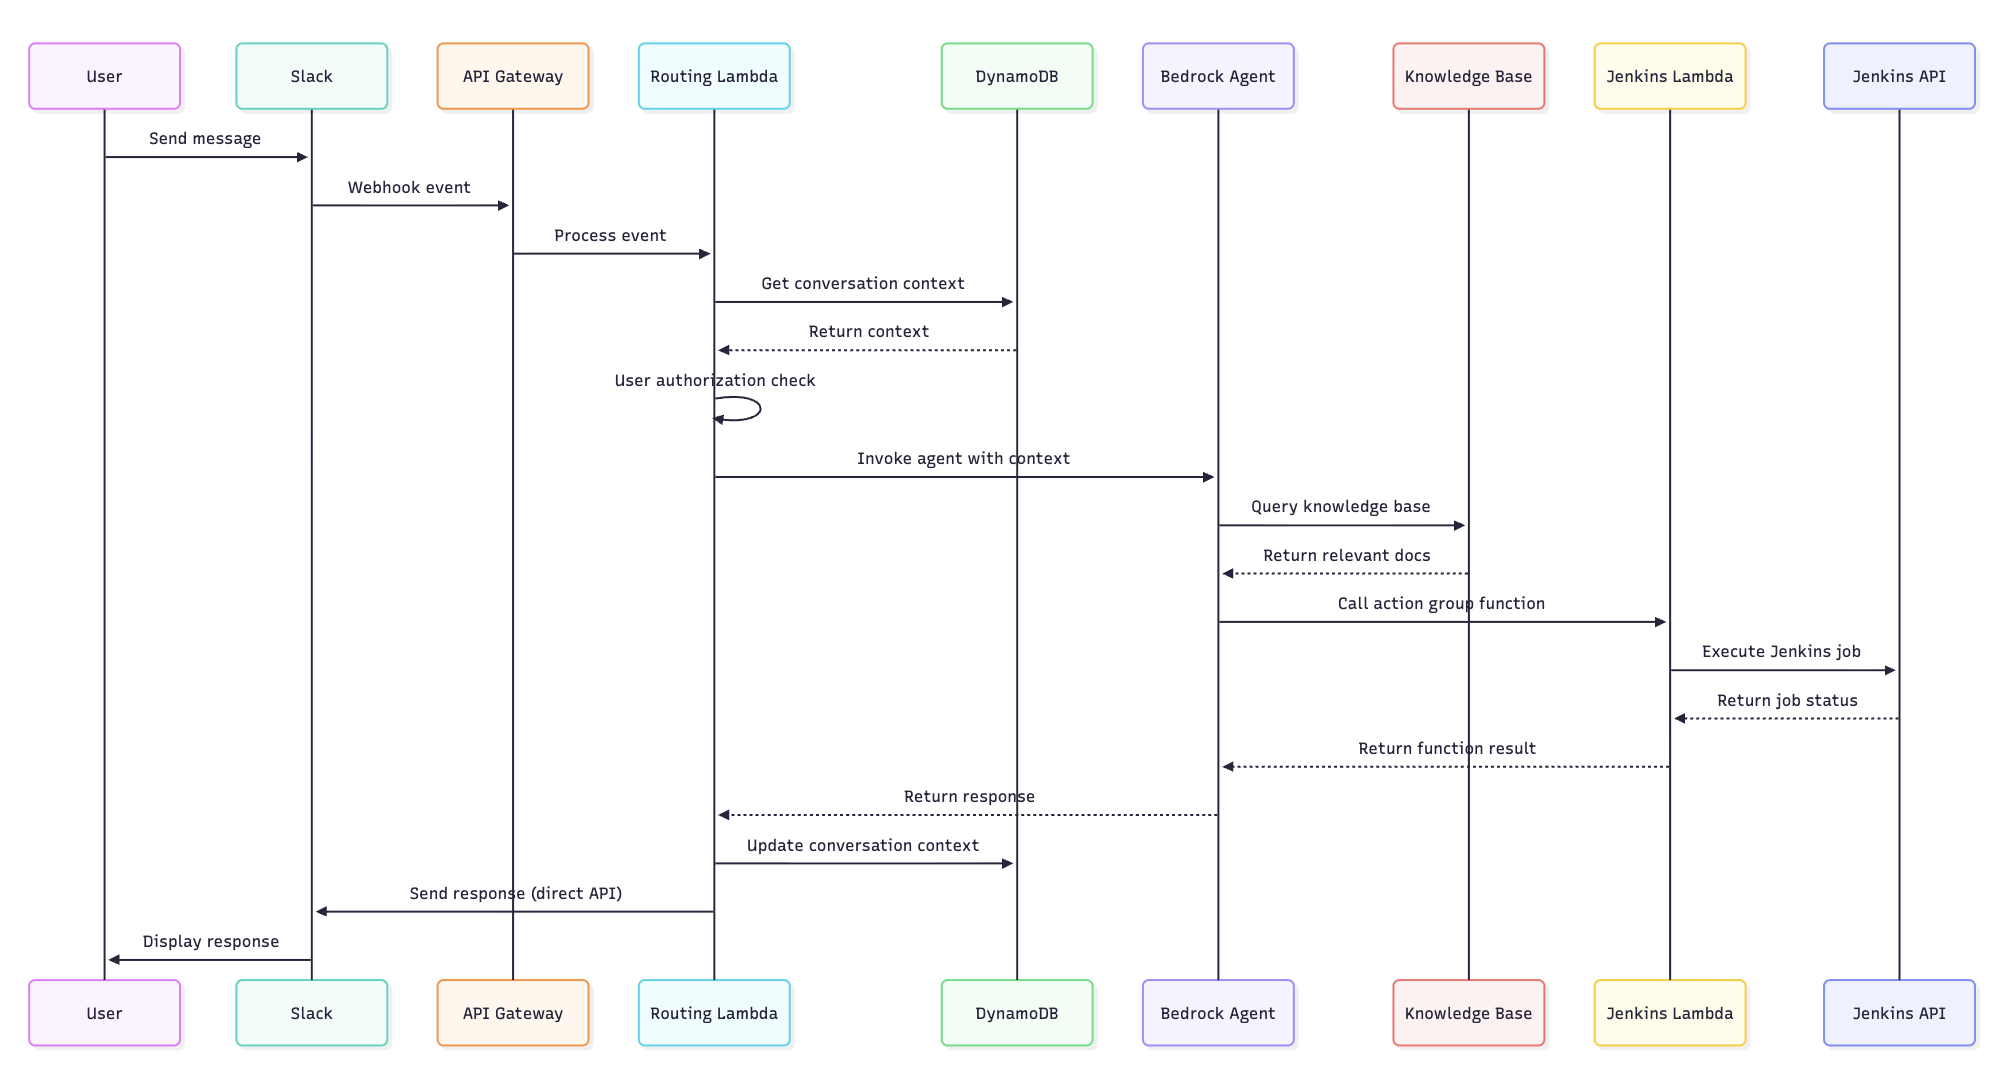 User
Slack
API Gateway
Routing Lambda
DynamoDB
Bedrock Agent
Knowledge Base
Jenkins Lambda
Jenkins API
Send message
Webhook event
Process event
Get conversation context
Return context
User authorization check
Invoke agent with context
Query knowledge base
Return relevant docs
Call action group function
Execute Jenkins job
Return job status
Return function result
Return response
Update conversation context
Send response (direct API)
Display response
User
Slack
API Gateway
Routing Lambda
DynamoDB
Bedrock Agent
Knowledge Base
Jenkins Lambda
Jenkins API